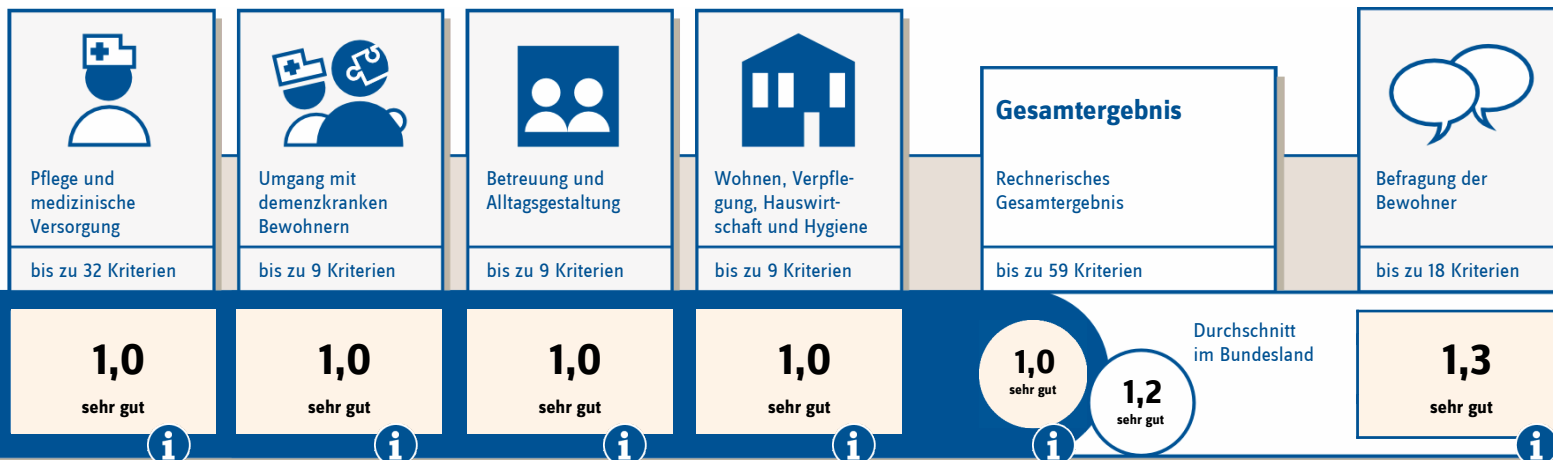 Pflege und
medizinische
Versorgung
bis zu 32 Kriterien
1,0
sehr gut
Umgang mit
demenzkranken
Bewohnern
bis zu 9 Kriterien
1,0
sehr gut
Betreuung und
Alltagsgestaltung
bis zu 9 Kriterien
1,0
sehr gut
Wohnen, Verpfle-
gung, Hauswirt-
schaft und Hygiene
bis zu 9 Kriterien
1,0
sehr gut
Gesamtergebnis
Rechnerisches
Gesamtergebnis
bis zu 59 Kriterien
1,0
sehr gut
Durchschnitt
im Bundesland
1,2
sehr gut
Befragung der
Bewohner
bis zu 18 Kriterien
1,3
sehr gut
i
i
i
i
i
i